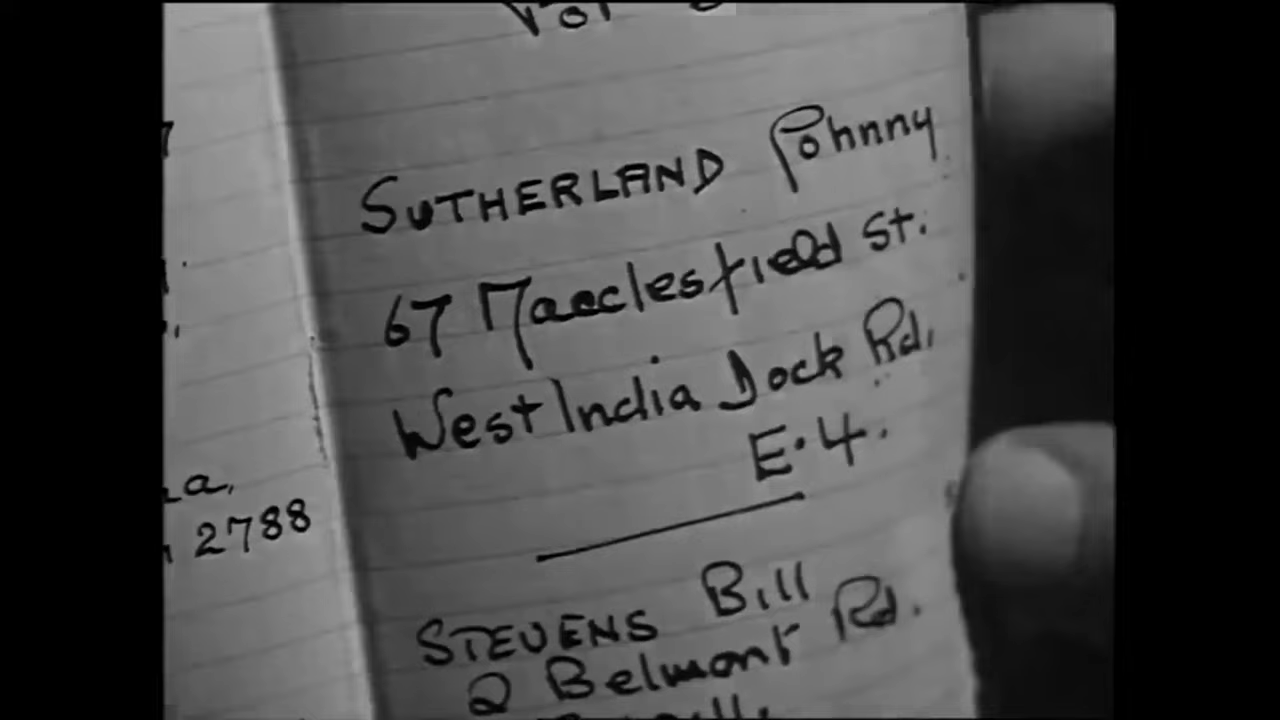 2788
SUTHERLAND Johnny
67 Macclesfield St.
West India Dock Rd.
E.4.
STEVENS Bill
2 Belmont Rd.